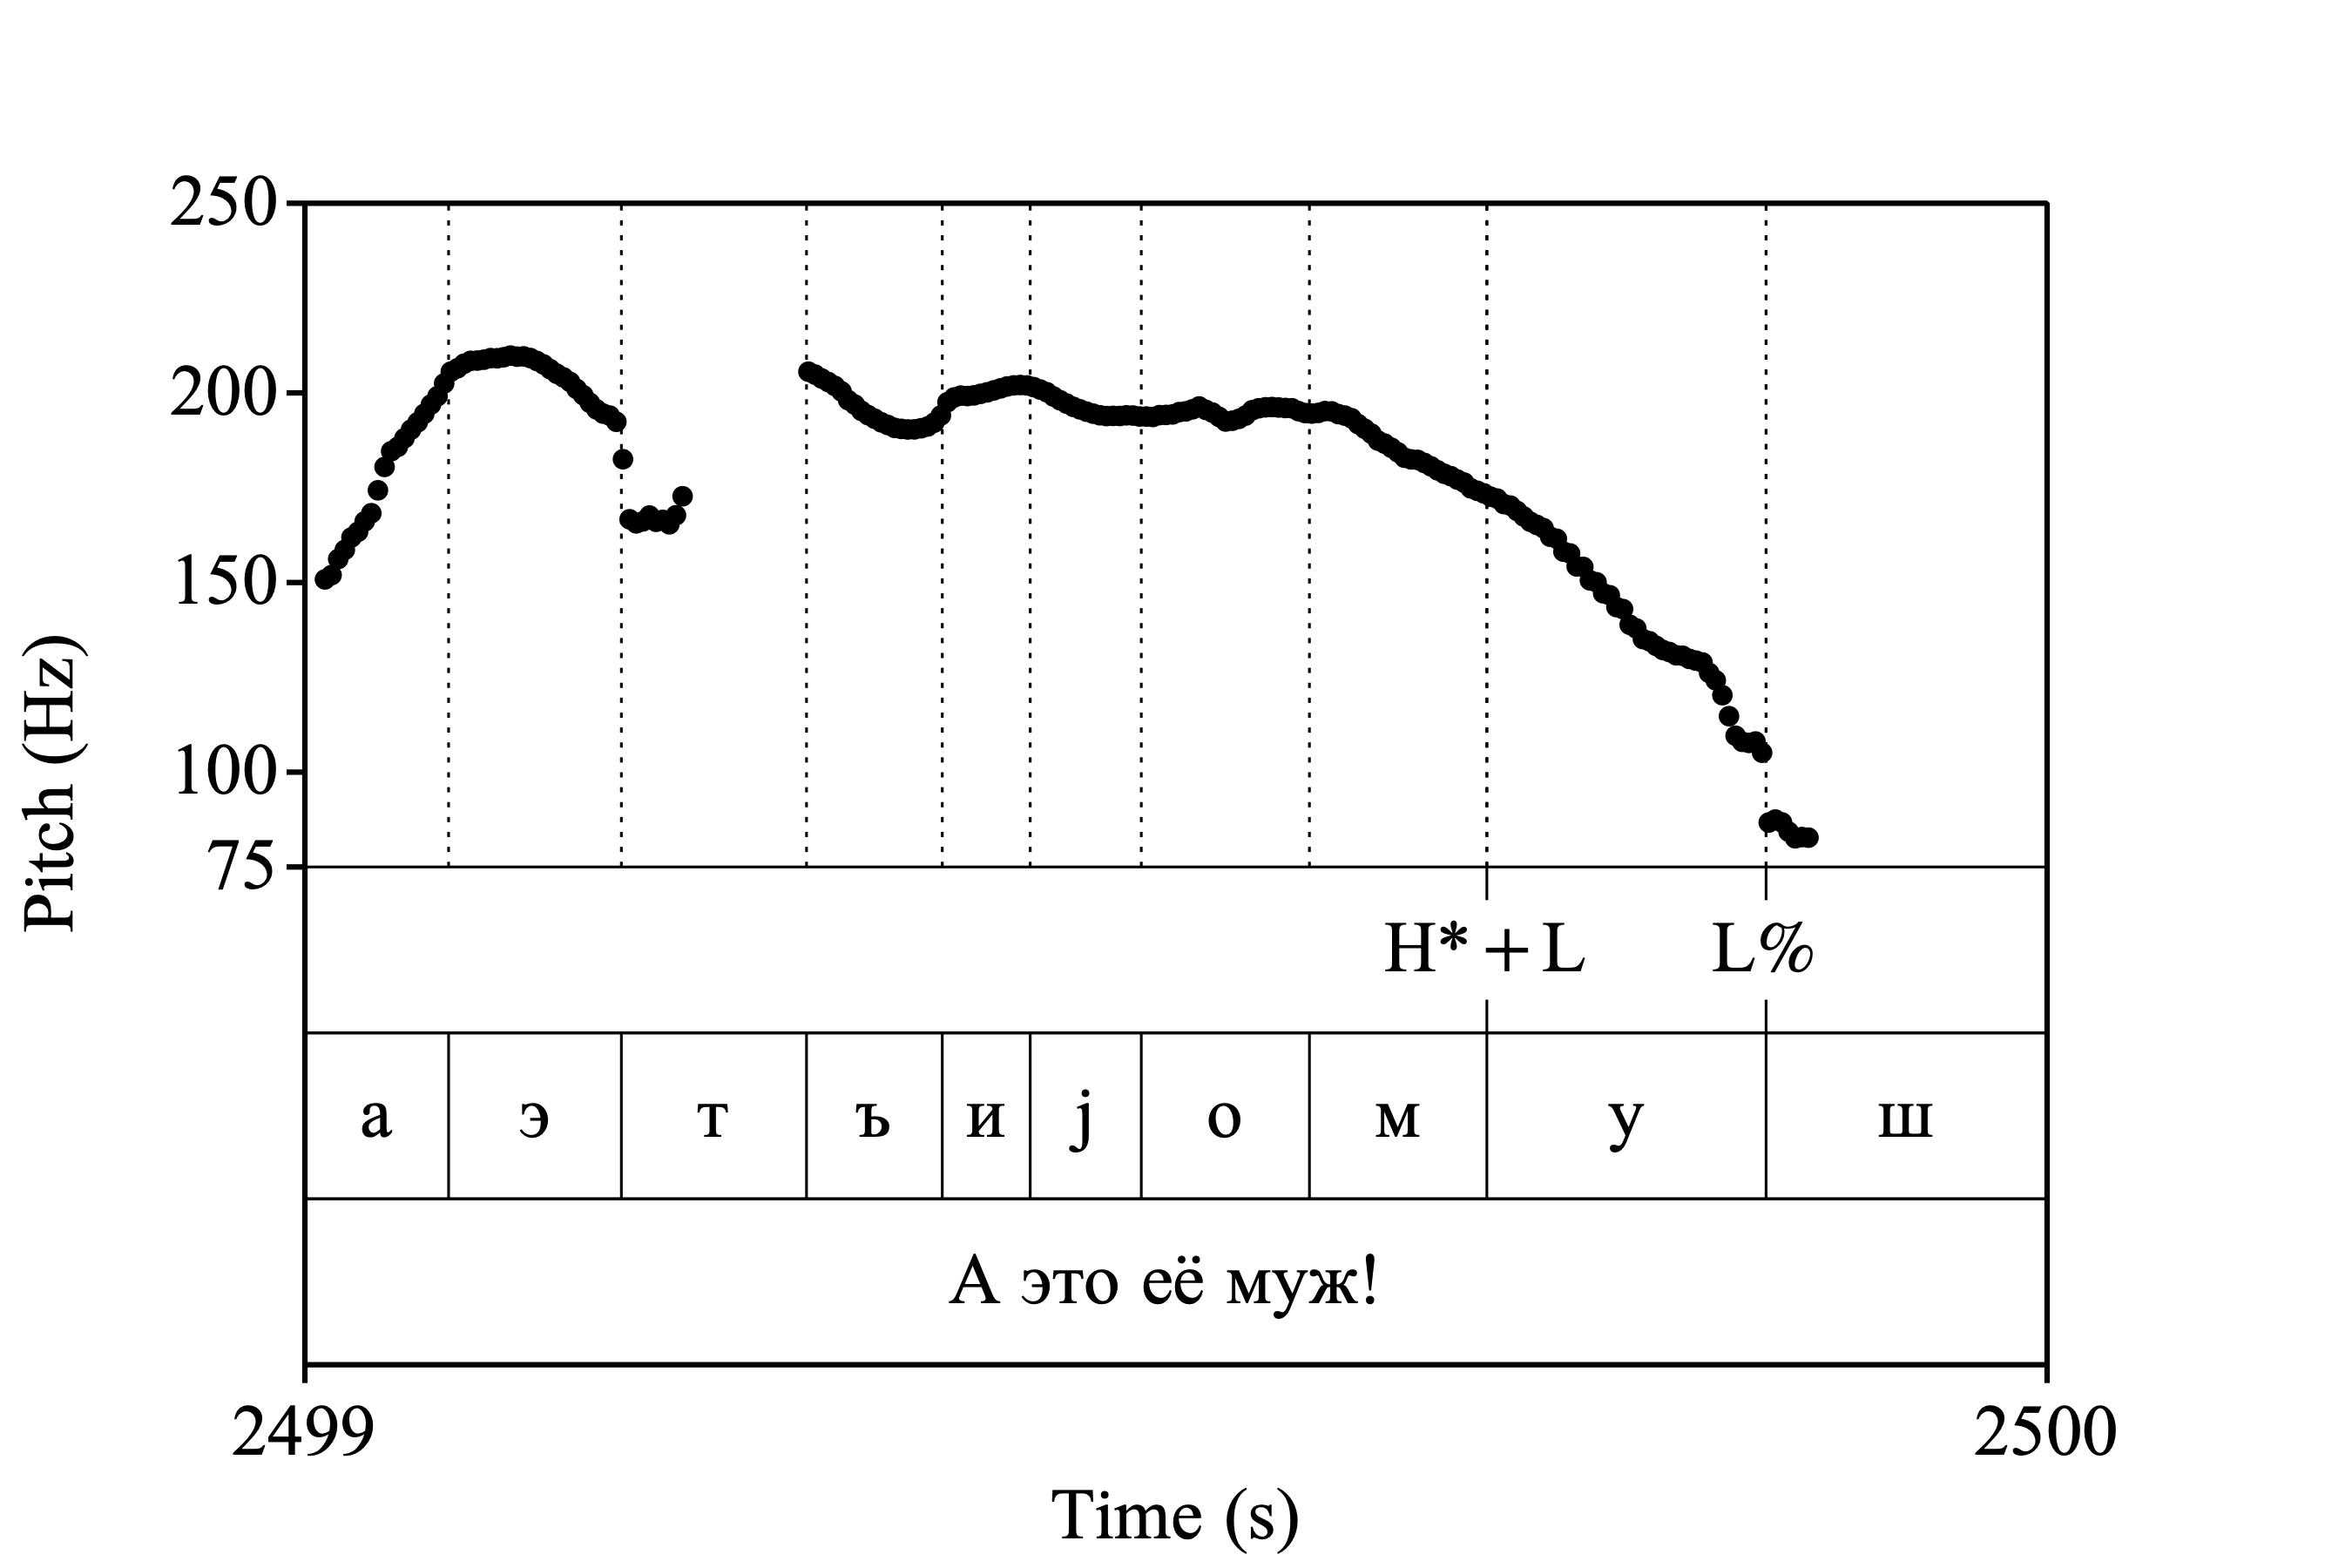 250
200
150
100
75
Pitch (Hz)
H* + L L%
а э т ъ и j о м у ш
А это её муж!
2499 2500
Time (s)